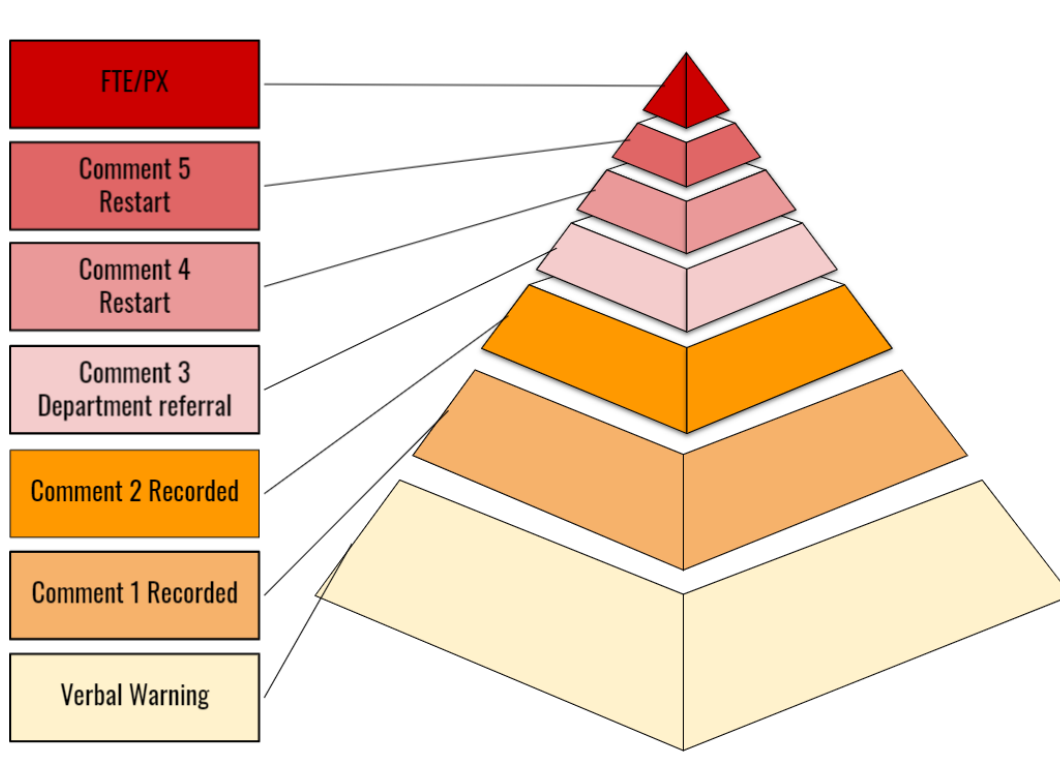 FTE/PX
Comment 5
Restart
Comment 4
Restart
Comment 3
Department referral
Comment 2 Recorded
Comment 1 Recorded
Verbal Warning